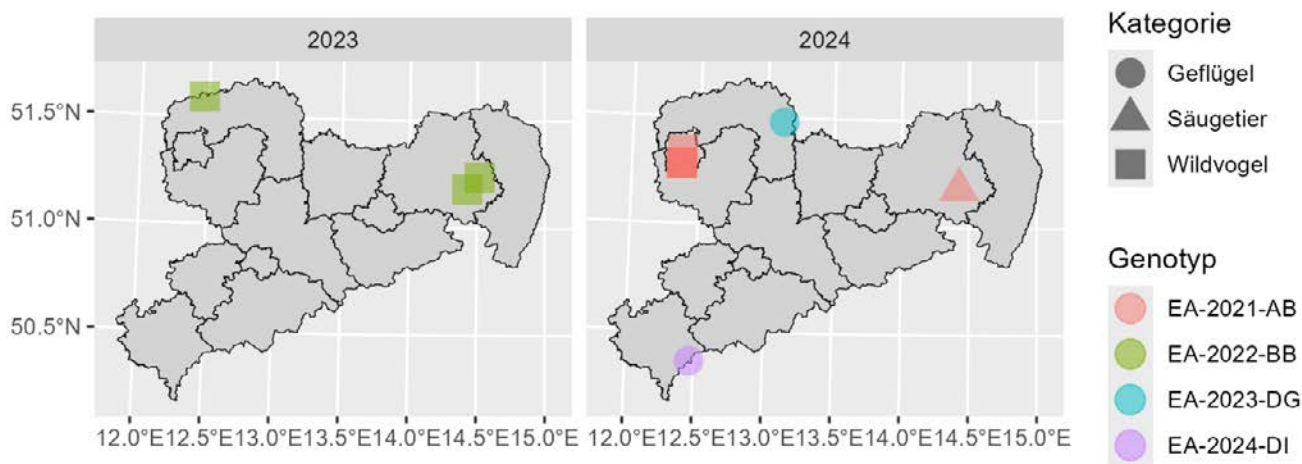 2023
2024
51.5°N
51.0°N
50.5°N
12.0°E12.5°E13.0°E13.5°E14.0°E14.5°E15.0°E
12.0°E12.5°E13.0°E13.5°E14.0°E14.5°E15.0°E
Kategorie
Geflügel
Säugetier
Wildvogel
Genotyp
EA-2021-AB
EA-2022-BB
EA-2023-DG
EA-2024-DI